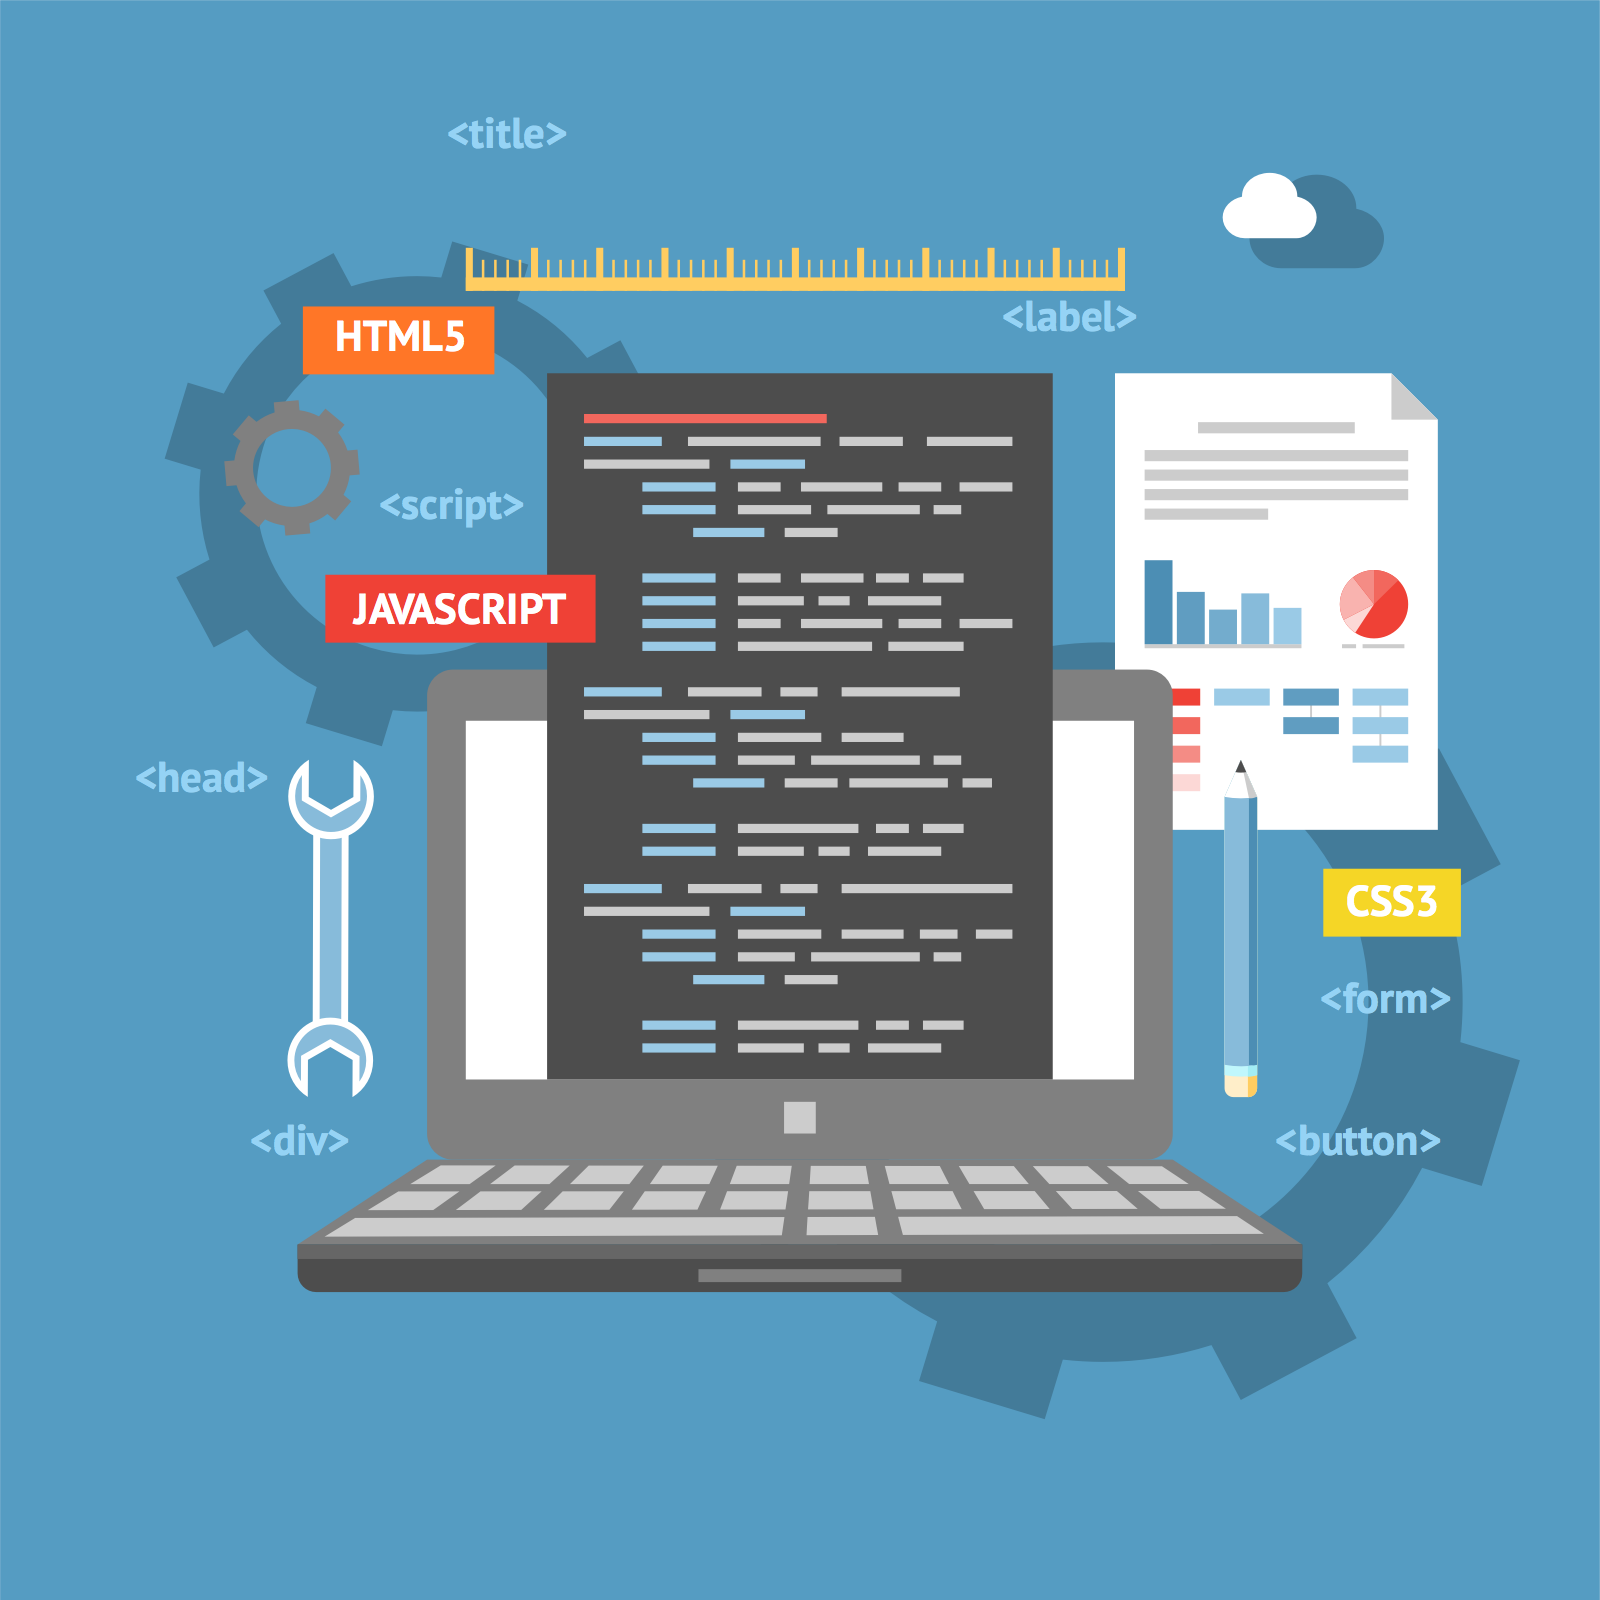 <title>
<label>
HTML5
<script>
JAVASCRIPT
<head>
CSS3
<form>
<div>
<button>